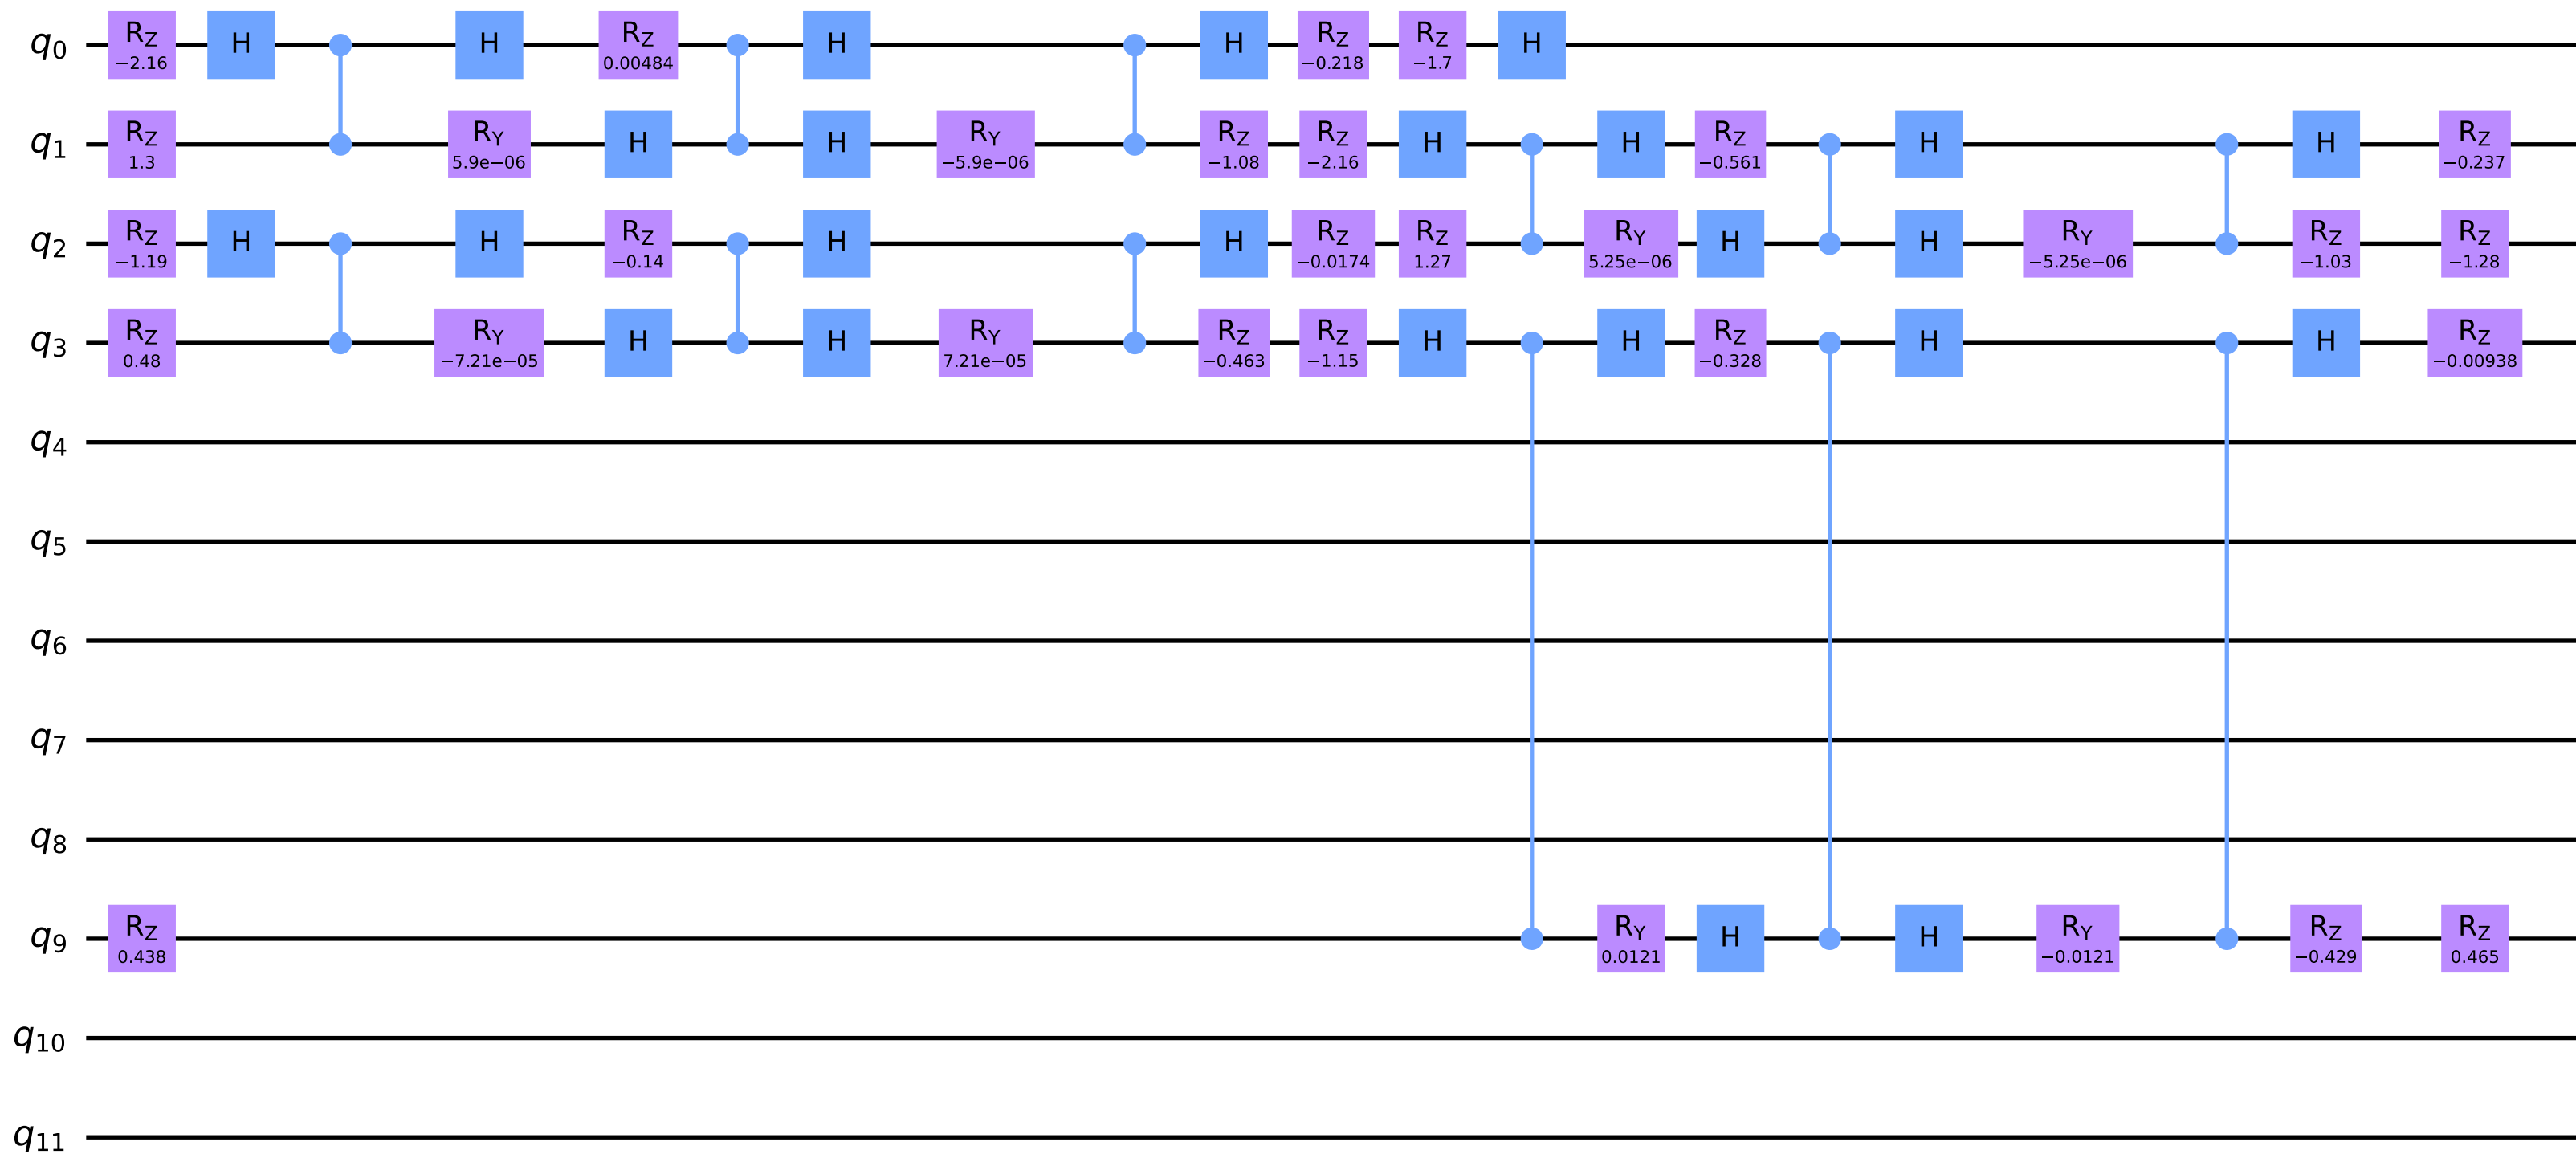 q0 RZ −2.16 H H RZ 0.00484 H H RZ −0.218 RZ −1.7 H
q1 RZ 1.3 RY 5.9e−06 H H RY −5.9e−06 RZ −1.08 RZ −2.16 H H RZ −0.561 H H RZ −0.237
q2 RZ −1.19 H H RZ −0.14 H H RZ −0.0174 RZ 1.27 RY 5.25e−06 H H RY −5.25e−06 RZ −1.03 RZ −1.28
q3 RZ 0.48 RY −7.21e−05 H H RY 7.21e−05 RZ −0.463 RZ −1.15 H H RZ −0.328 H H RZ −0.00938
q4
q5
q6
q7
q8
q9 RZ 0.438 RY 0.0121 H H RY −0.0121 RZ −0.429 RZ 0.465
q10
q11